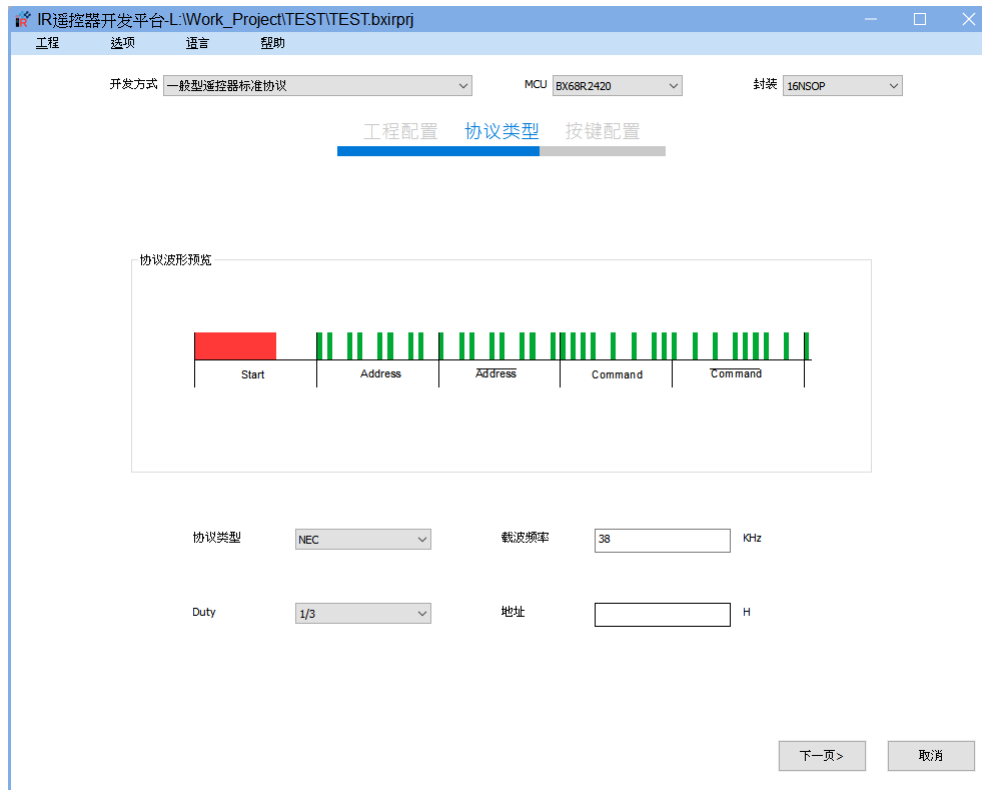 IR遥控器开发平台-L:\Work_Project\TEST\TEST.bxirprj
工程 选项 语言 帮助
开发方式 一般型遥控器标准协议 MCU BX68R2420 封装 16NSOP
工程配置 协议类型 按键配置
协议波形预览
Start Address Address Command Command
协议类型 NEC 载波频率 38 KHz
Duty 1/3 地址 H
下一页> 取消